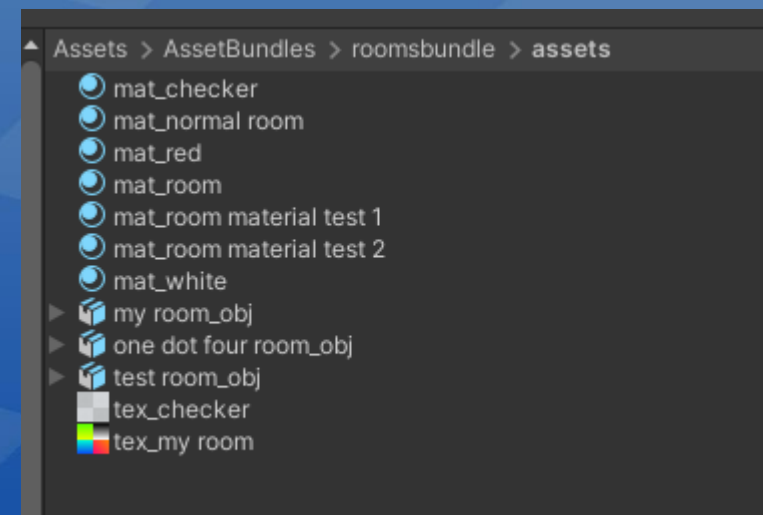 Assets > AssetBundles > roomsbundle > assets
mat_checker
mat_normal room
mat_red
mat_room
mat_room material test 1
mat_room material test 2
mat_white
my room_obj
one dot four room_obj
test room_obj
tex_checker
tex_my room